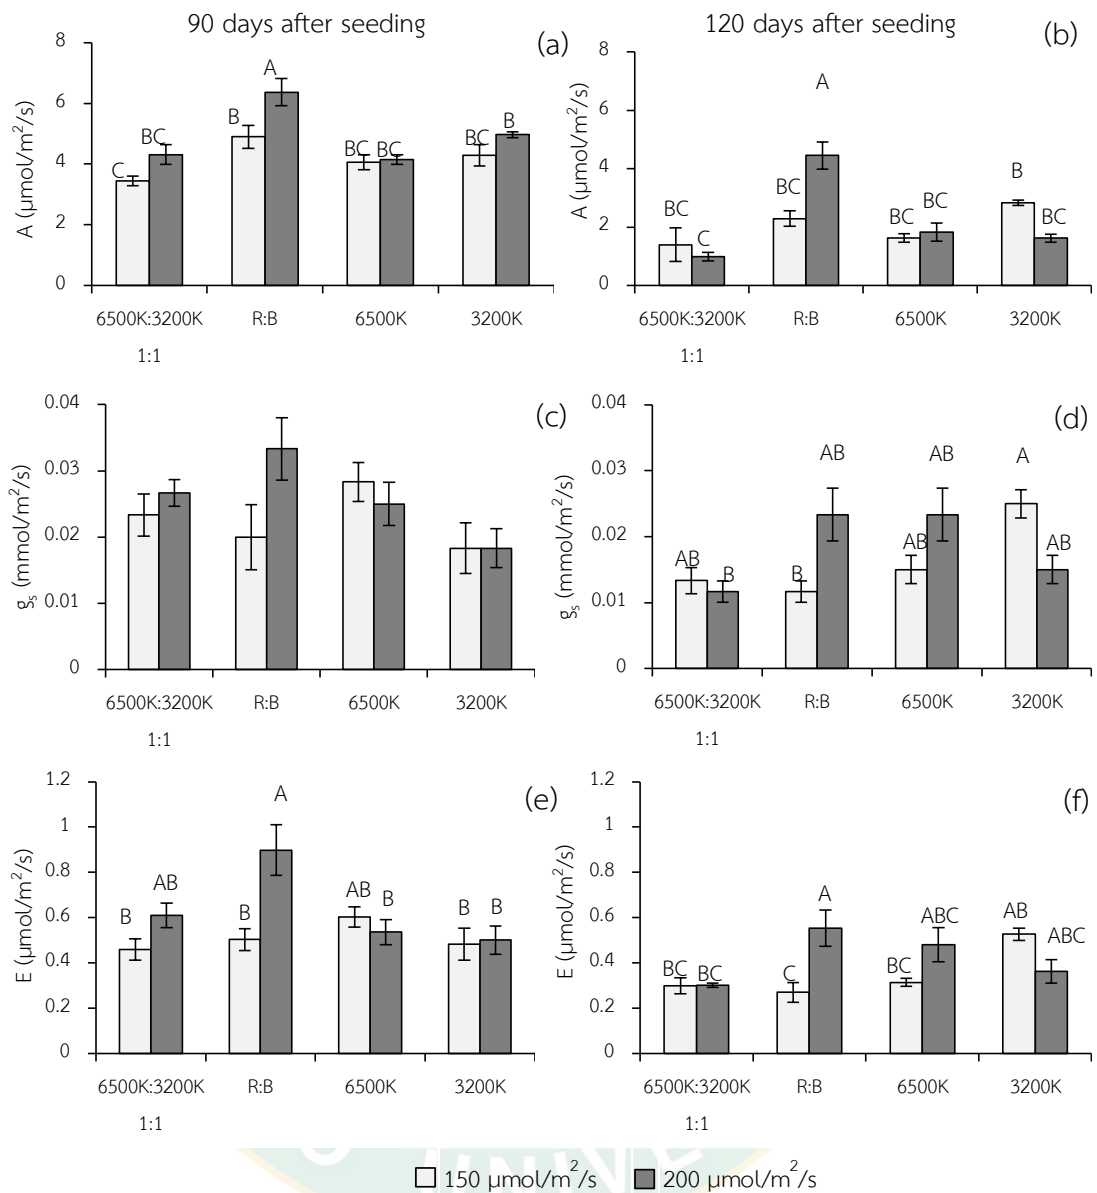 90 days after seeding
120 days after seeding
(a)
A (µmol/m²/s)
8
6
4
2
0
C
BC
B
A
BC
BC
BC
B
6500K:3200K
R:B
6500K
3200K
1:1
(b)
A (µmol/m²/s)
8
6
4
2
0
BC
C
BC
A
BC
BC
B
BC
6500K:3200K
R:B
6500K
3200K
1:1
(c)
gₛ (mmol/m²/s)
0.04
0.03
0.02
0.01
0
6500K:3200K
R:B
6500K
3200K
1:1
(d)
gₛ (mmol/m²/s)
0.04
0.03
0.02
0.01
0
AB
B
B
AB
AB
AB
A
AB
6500K:3200K
R:B
6500K
3200K
1:1
(e)
E (µmol/m²/s)
1.2
1
0.8
0.6
0.4
0.2
0
B
AB
B
A
AB
B
B
B
6500K:3200K
R:B
6500K
3200K
1:1
(f)
E (µmol/m²/s)
1.2
1
0.8
0.6
0.4
0.2
0
BC
BC
C
A
BC
ABC
AB
ABC
6500K:3200K
R:B
6500K
3200K
1:1
150 µmol/m²/s
200 µmol/m²/s